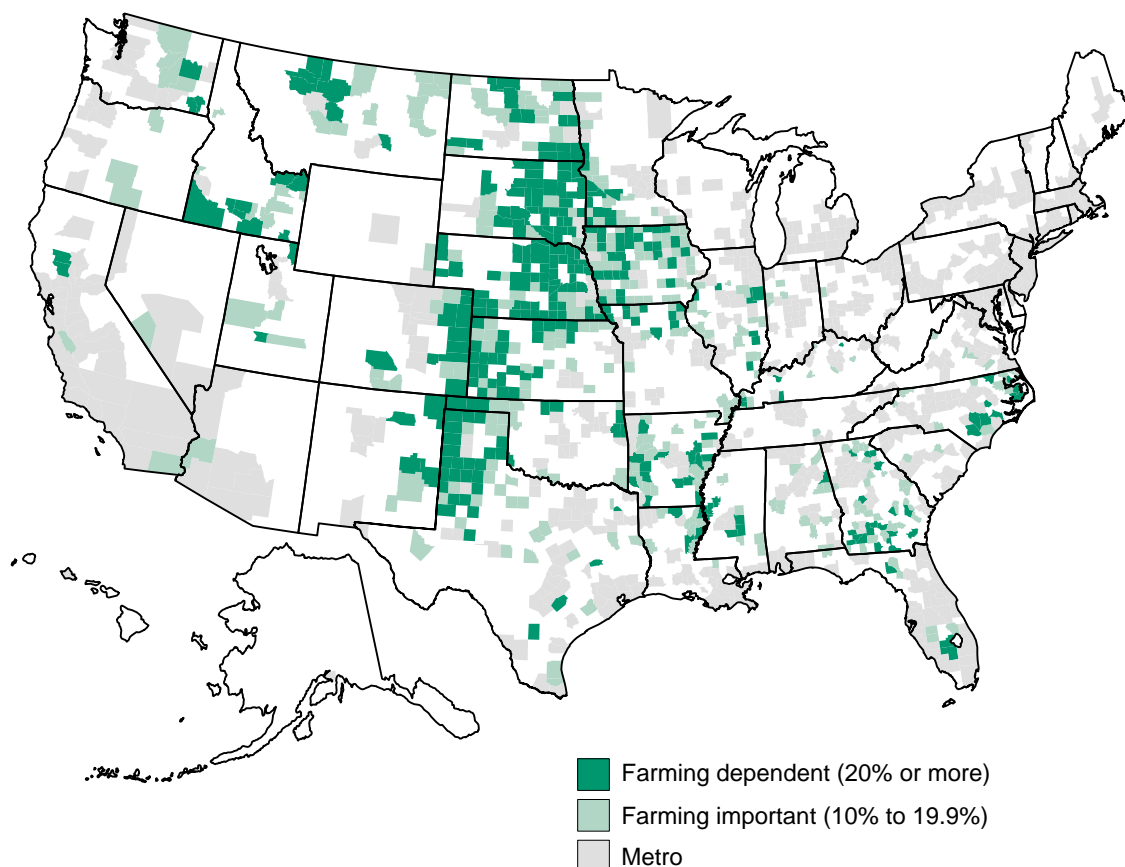 Farming dependent (20% or more)
Farming important (10% to 19.9%)
Metro